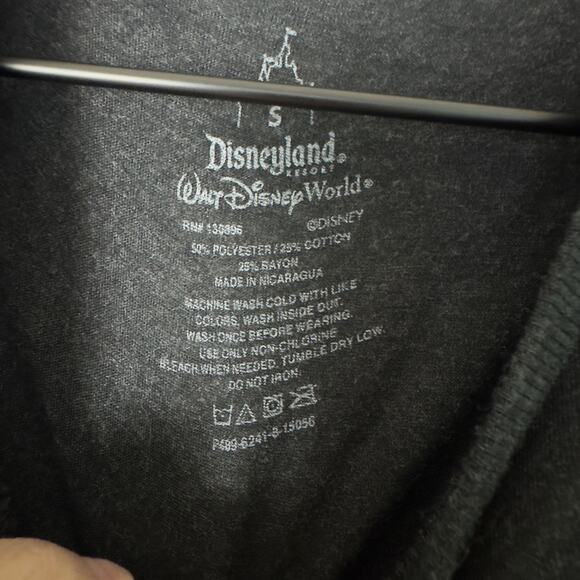 S
Disneyland®
RESORT
Walt Disney World®
RN# 130896
©DISNEY
50% POLYESTER / 25% COTTON
25% RAYON
MADE IN NICARAGUA
MACHINE WASH COLD WITH LIKE
COLORS, WASH INSIDE OUT.
WASH ONCE BEFORE WEARING.
USE ONLY NON-CHLORINE
BLEACH WHEN NEEDED. TUMBLE DRY LOW.
DO NOT IRON.
P489-6241-8-15056